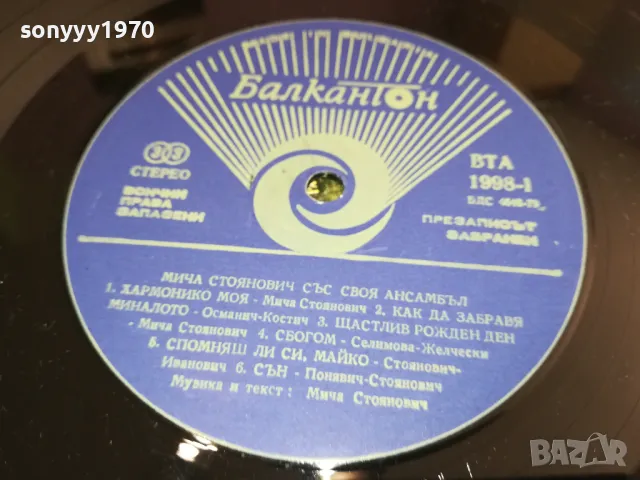 sonyyy1970
Балкантон
33
СТЕРЕО
ВСИЧКИ
ПРАВА
ЗАПАЗЕНИ
ВТА
1998-1
БДС
ПРЕЗАПИСЪТ
ЗАБРАНЕН
МИЧА СТОЯНОВИЧ СЪС СВОЯ АНСАМБЪЛ
1. ХАРМОНИКО МОЯ - Мича Стоянович 2. КАК ДА ЗАБРАВЯ
МИНАЛОТО - Османич-Костич 3. ЩАСТЛИВ РОЖДЕН ДЕН
- Мича Стоянович 4. СБОГОМ - Селимова-Желчески
5. СПОМНЯШ ЛИ СИ, МАЙКО - Стоянович-
Иванович 6. СЪН - Понявич-Стоянович
Музика и текст: Мича Стоянович
BAZAR
bg